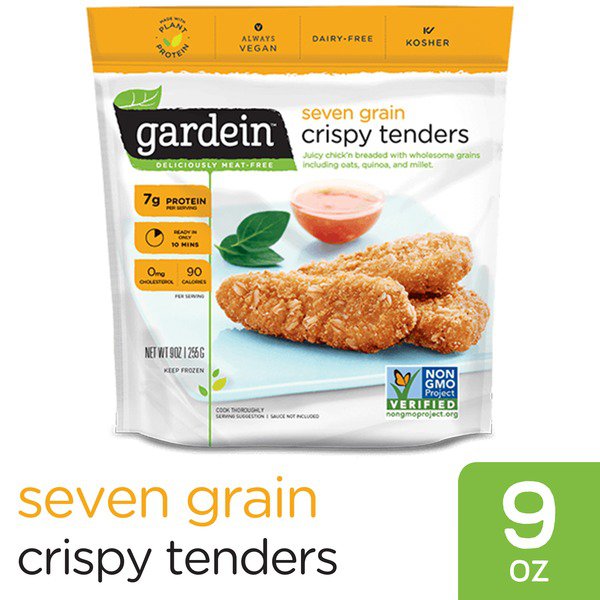 MADE WITH
PLANT
PROTEIN
ALWAYS
VEGAN
DAIRY-FREE
KOSHER
gardein™
DELICIOUSLY MEAT-FREE
seven grain
crispy tenders
Juicy chick'n breaded with wholesome grains
including oats, quinoa, and millet.
7g PROTEIN
PER SERVING
READY IN
ONLY
10 MINS
0mg
CHOLESTEROL
90
CALORIES
PER SERVING
NET WT 9OZ | 255 G
KEEP FROZEN
COOK THOROUGHLY
SERVING SUGGESTION | SAUCE NOT INCLUDED
NON
GMO
Project
VERIFIED
nongmoproject.org
seven grain
crispy tenders
9
oz